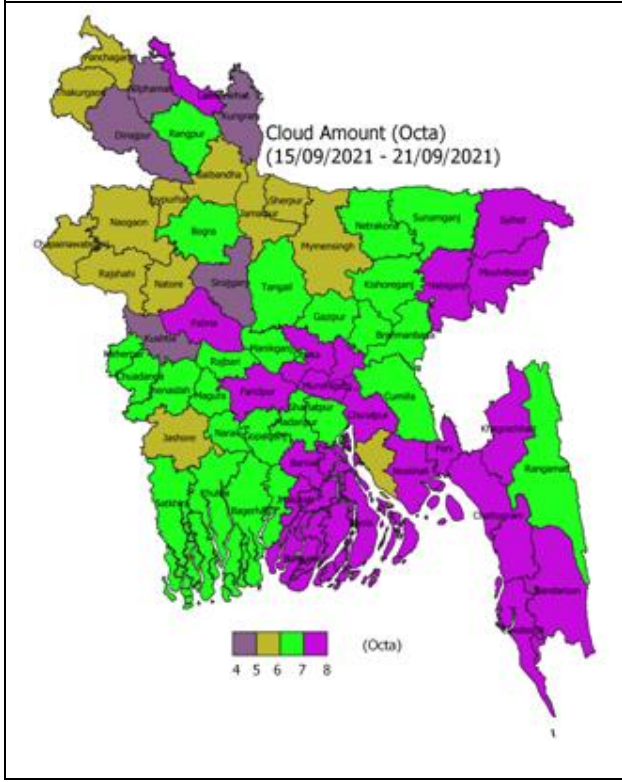 Panchagarh
Thakurgaon
Nilphamari
Lalmonirhat
Kurigram
Dinajpur
Rangpur
Cloud Amount (Octa)
(15/09/2021 - 21/09/2021)
Gaibandha
Joypurhat
Sherpur
Jamalpur
Naogaon
Bogra
Mymensingh
Netrakona
Sunamganj
Sylhet
Chapainawabganj
Rajshahi
Natore
Sirajganj
Tangail
Kishoreganj
Habiganj
Moulvibazar
Gazipur
Pabna
Kushtia
Meherpur
Rajbari
Manikganj
Dhaka
Brahmanbaria
Chuadanga
Jhenaidah
Magura
Faridpur
Munshiganj
Cumilla
Shariatpur
Madaripur
Chandpur
Jashore
Narail
Gopalganj
Khagrachhari
Rangamati
Feni
Noakhali
Barisal
Satkhira
Khulna
Bagerhat
Bhola
Chattogram
Bandarban
(Octa)
4 5 6 7 8